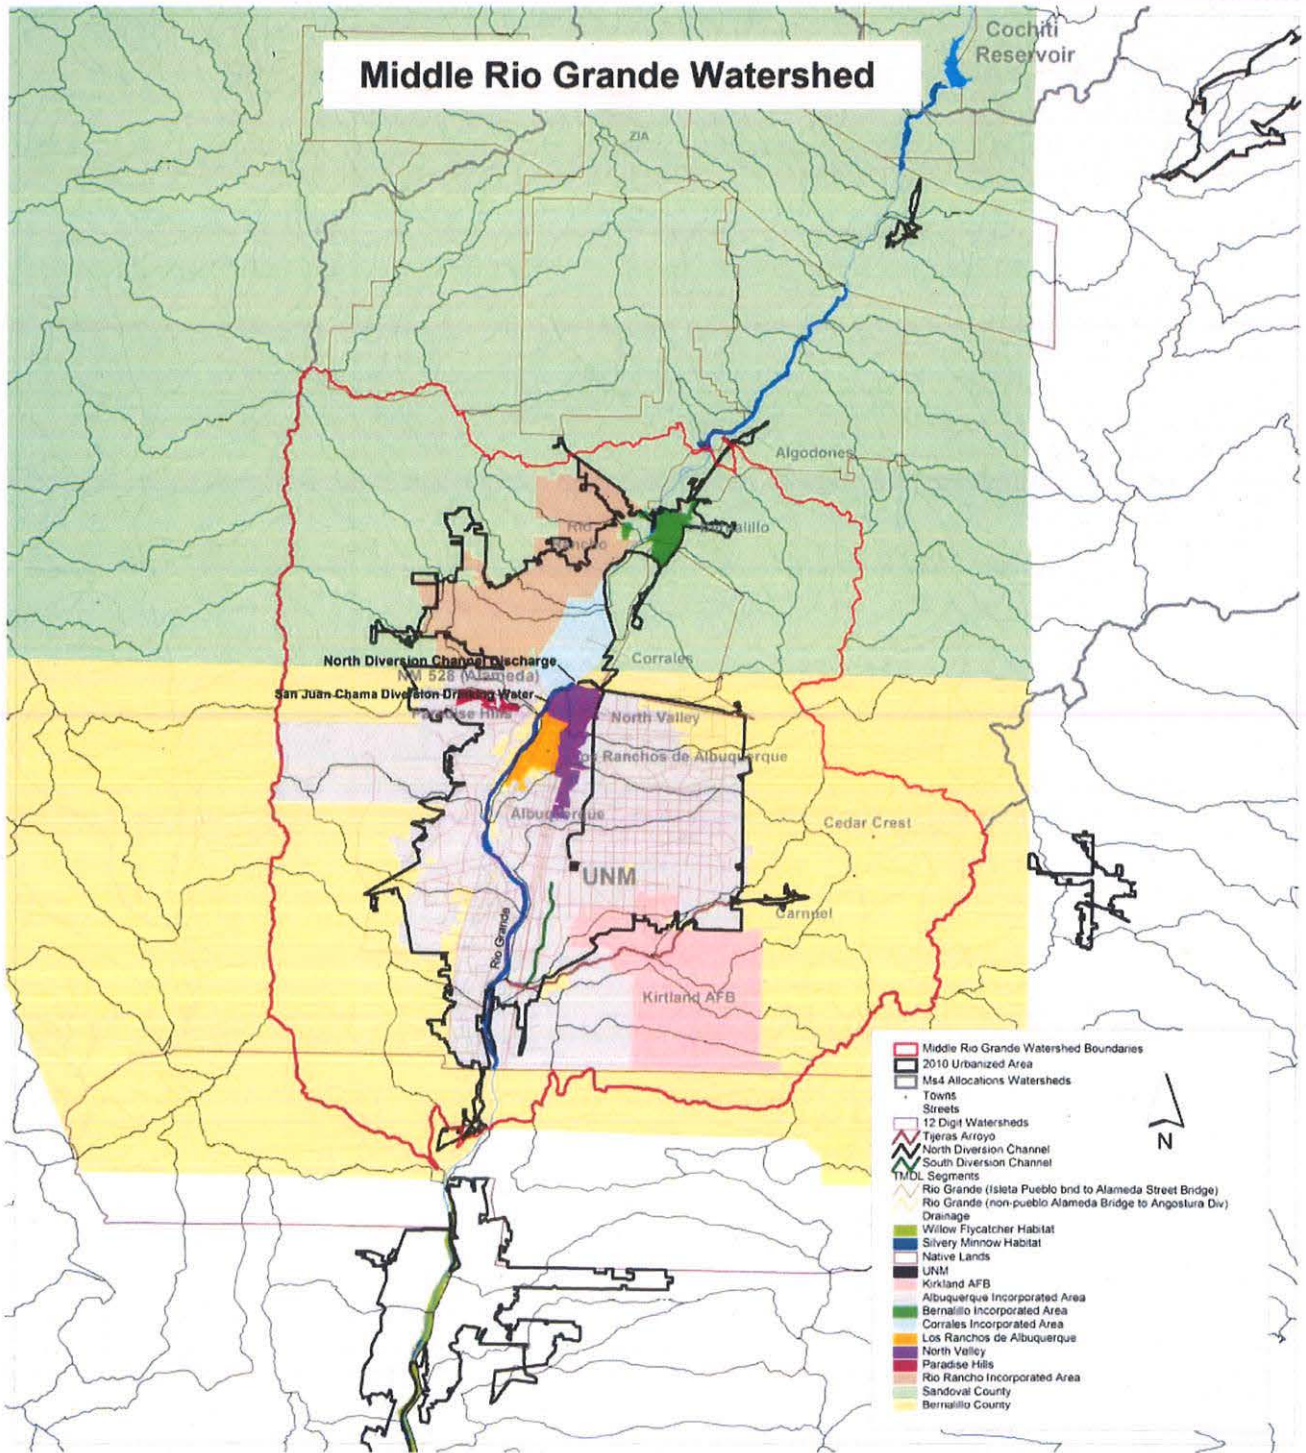 Cochiti
Reservoir
Middle Rio Grande Watershed
ZIA
Algodones
Rio
Rancho
Bernalillo
Corrales
North Diversion Channel Discharge
NM 528 (Alameda)
San Juan Chama Diversion Drinking Water
Paradise Hills
North Valley
Los Ranchos de Albuquerque
Albuquerque
Cedar Crest
UNM
Carnuel
Rio Grande
Kirtland AFB
Middle Rio Grande Watershed Boundaries
2010 Urbanized Area
Ms4 Allocations Watersheds
Towns
Streets
12 Digit Watersheds
Tijeras Arroyo
North Diversion Channel
South Diversion Channel
TMDL Segments
Rio Grande (Isleta Pueblo bnd to Alameda Street Bridge)
Rio Grande (non-pueblo Alameda Bridge to Angostura Div)
Drainage
Willow Flycatcher Habitat
Silvery Minnow Habitat
Native Lands
UNM
Kirkland AFB
Albuquerque Incorporated Area
Bernalillo Incorporated Area
Corrales Incorporated Area
Los Ranchos de Albuquerque
North Valley
Paradise Hills
Rio Rancho Incorporated Area
Sandoval County
Bernalillo County
N